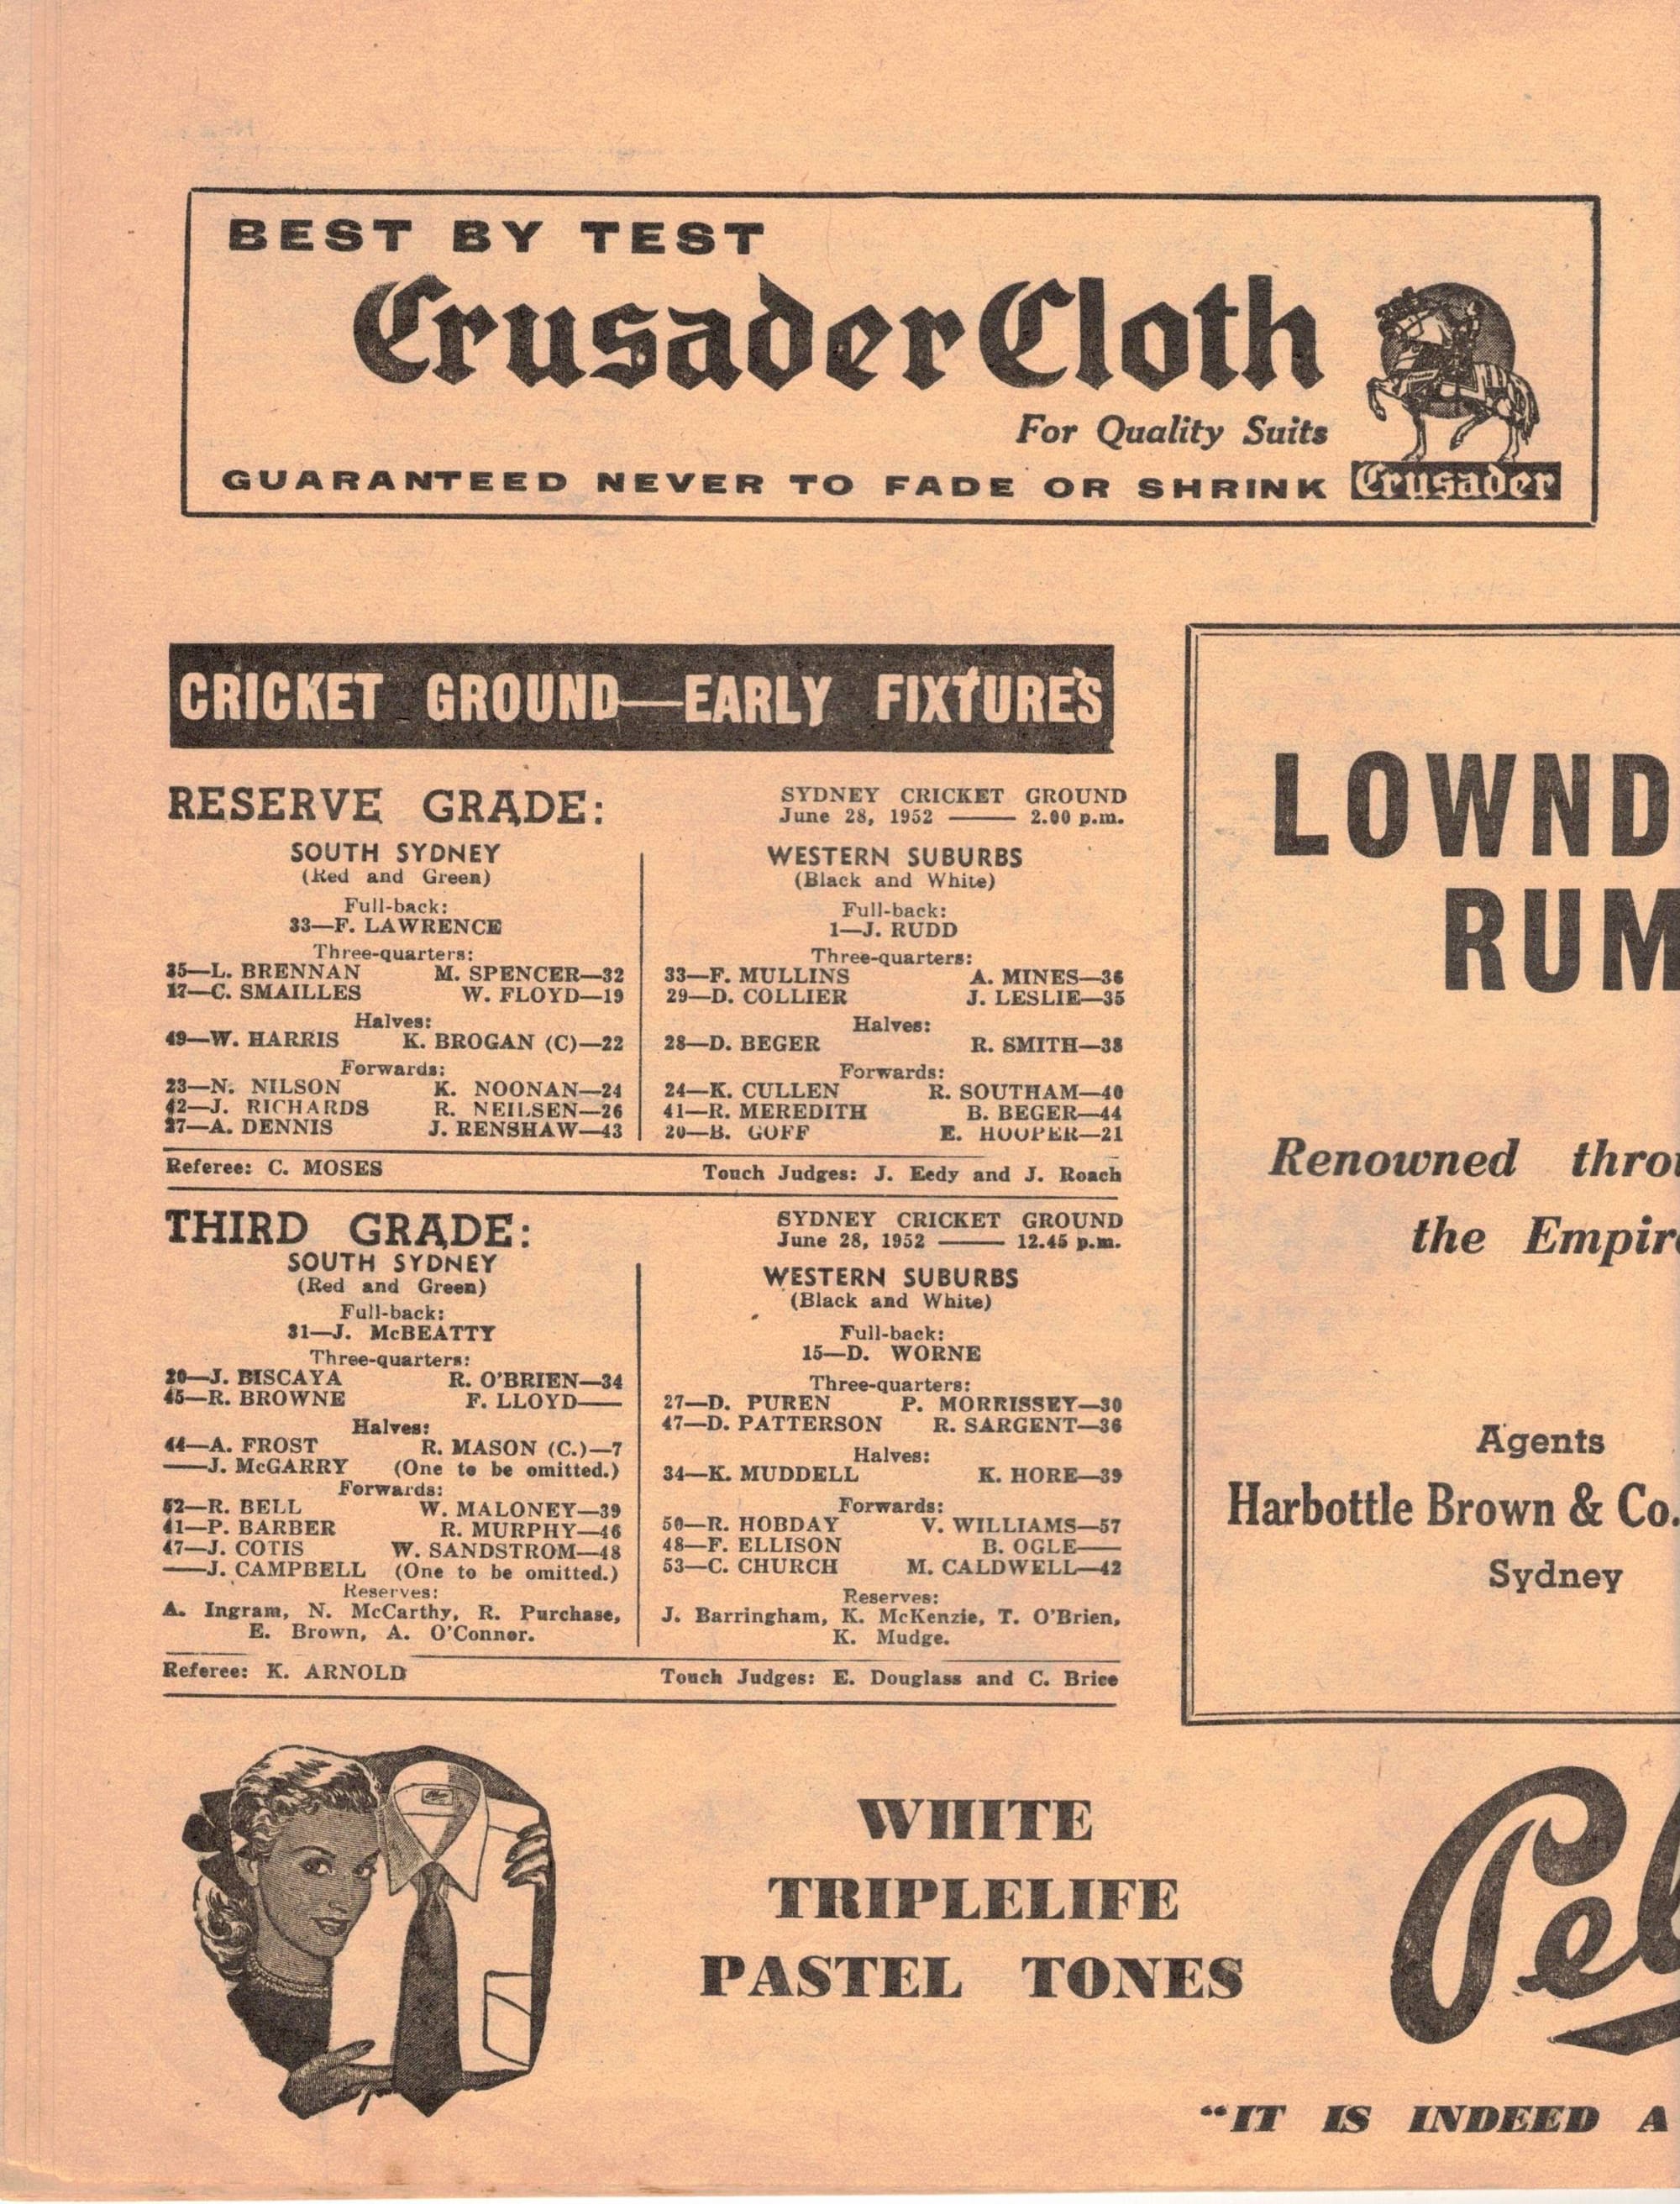 BEST BY TEST
Crusader Cloth
For Quality Suits
GUARANTEED NEVER TO FADE OR SHRINK
Crusader
CRICKET GROUND—EARLY FIXTURES
RESERVE GRADE:
SYDNEY CRICKET GROUND
June 28, 1952 —— 2.00 p.m.
SOUTH SYDNEY
(Red and Green)
Full-back:
33—F. LAWRENCE
Three-quarters:
35—L. BRENNAN M. SPENCER—32
17—C. SMAILLES W. FLOYD—19
Halves:
49—W. HARRIS K. BROGAN (C)—22
Forwards:
23—N. NILSON K. NOONAN—24
42—J. RICHARDS R. NEILSEN—26
27—A. DENNIS J. RENSHAW—43
WESTERN SUBURBS
(Black and White)
Full-back:
1—J. RUDD
Three-quarters:
33—F. MULLINS A. MINES—36
29—D. COLLIER J. LESLIE—35
Halves:
28—D. BEGER R. SMITH—38
Forwards:
24—K. CULLEN R. SOUTHAM—40
41—R. MEREDITH B. BEGER—44
20—B. GOFF E. HOOPER—21
Referee: C. MOSES Touch Judges: J. Eedy and J. Roach
THIRD GRADE:
SYDNEY CRICKET GROUND
June 28, 1952 —— 12.45 p.m.
SOUTH SYDNEY
(Red and Green)
Full-back:
31—J. McBEATTY
Three-quarters:
20—J. BISCAYA R. O'BRIEN—34
45—R. BROWNE F. LLOYD——
Halves:
44—A. FROST R. MASON (C.)—7
——J. McGARRY (One to be omitted.)
Forwards:
52—R. BELL W. MALONEY—39
41—P. BARBER R. MURPHY—46
47—J. COTIS W. SANDSTROM—48
——J. CAMPBELL (One to be omitted.)
Reserves:
A. Ingram, N. McCarthy, R. Purchase,
E. Brown, A. O'Connor.
WESTERN SUBURBS
(Black and White)
Full-back:
15—D. WORNE
Three-quarters:
27—D. PUREN P. MORRISSEY—30
47—D. PATTERSON R. SARGENT—36
Halves:
34—K. MUDDELL K. HORE—39
Forwards:
50—R. HOBDAY V. WILLIAMS—57
48—F. ELLISON B. OGLE——
53—C. CHURCH M. CALDWELL—42
Reserves:
J. Barringham, K. McKenzie, T. O'Brien,
K. Mudge.
Referee: K. ARNOLD Touch Judges: E. Douglass and C. Brice
LOWND
RUM
Renowned throu
the Empire
Agents
Harbottle Brown & Co.
Sydney
WHITE
TRIPLELIFE
PASTEL TONES
Pel
"IT IS INDEED A